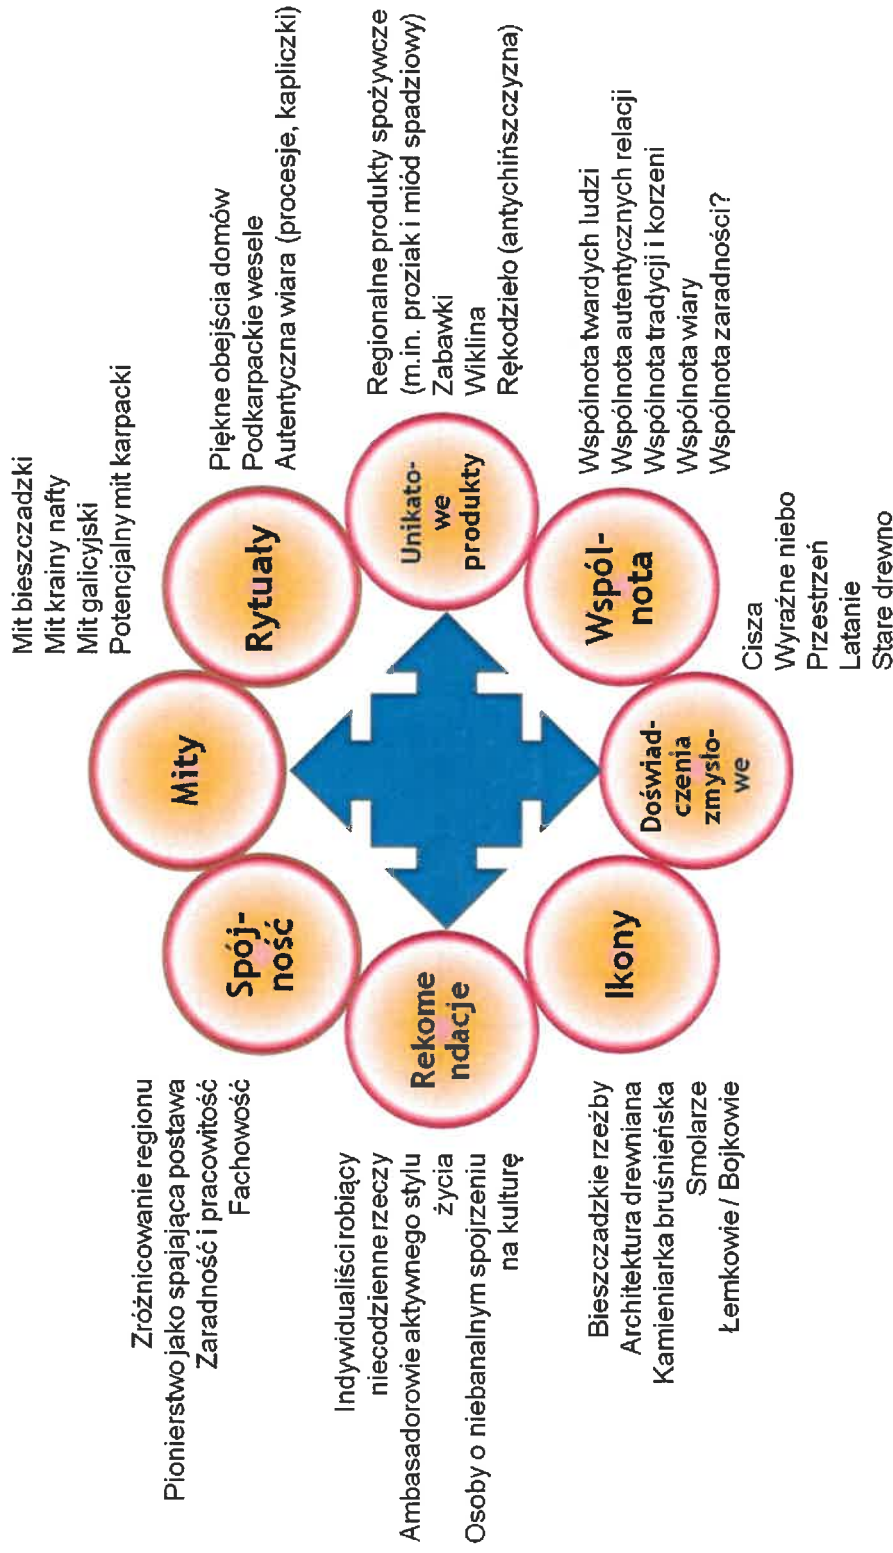 Mit bieszczadzki
Mit krainy nafty
Mit galicyjski
Potencjalny mit karpacki
Mity
Piękne obejścia domów
Podkarpackie wesele
Autentyczna wiara (procesje, kapliczki)
Rytuały
Regionalne produkty spożywcze
(m.in. proziak i miód spadziowy)
Zabawki
Wiklina
Rękodzieło (antychińszczyzna)
Unikato-
we
produkty
Wspólnota twardych ludzi
Wspólnota autentycznych relacji
Wspólnota tradycji i korzeni
Wspólnota wiary
Wspólnota zaradności?
Wspól-
nota
Cisza
Wyraźne niebo
Przestrzeń
Latanie
Stare drewno
Doświad-
czenia
zmysło-
we
Ikony
Bieszczadzkie rzeźby
Architektura drewniana
Kamieniarka bruśnieńska
Smolarze
Łemkowie / Bojkowie
Rekome
ndacje
Indywidualiści robiący
niecodzienne rzeczy
Ambasadorowie aktywnego stylu
życia
Osoby o niebanalnym spojrzeniu
na kulturę
Spój-
ność
Zróżnicowanie regionu
Pionierstwo jako spajająca postawa
Zaradność i pracowitość
Fachowość